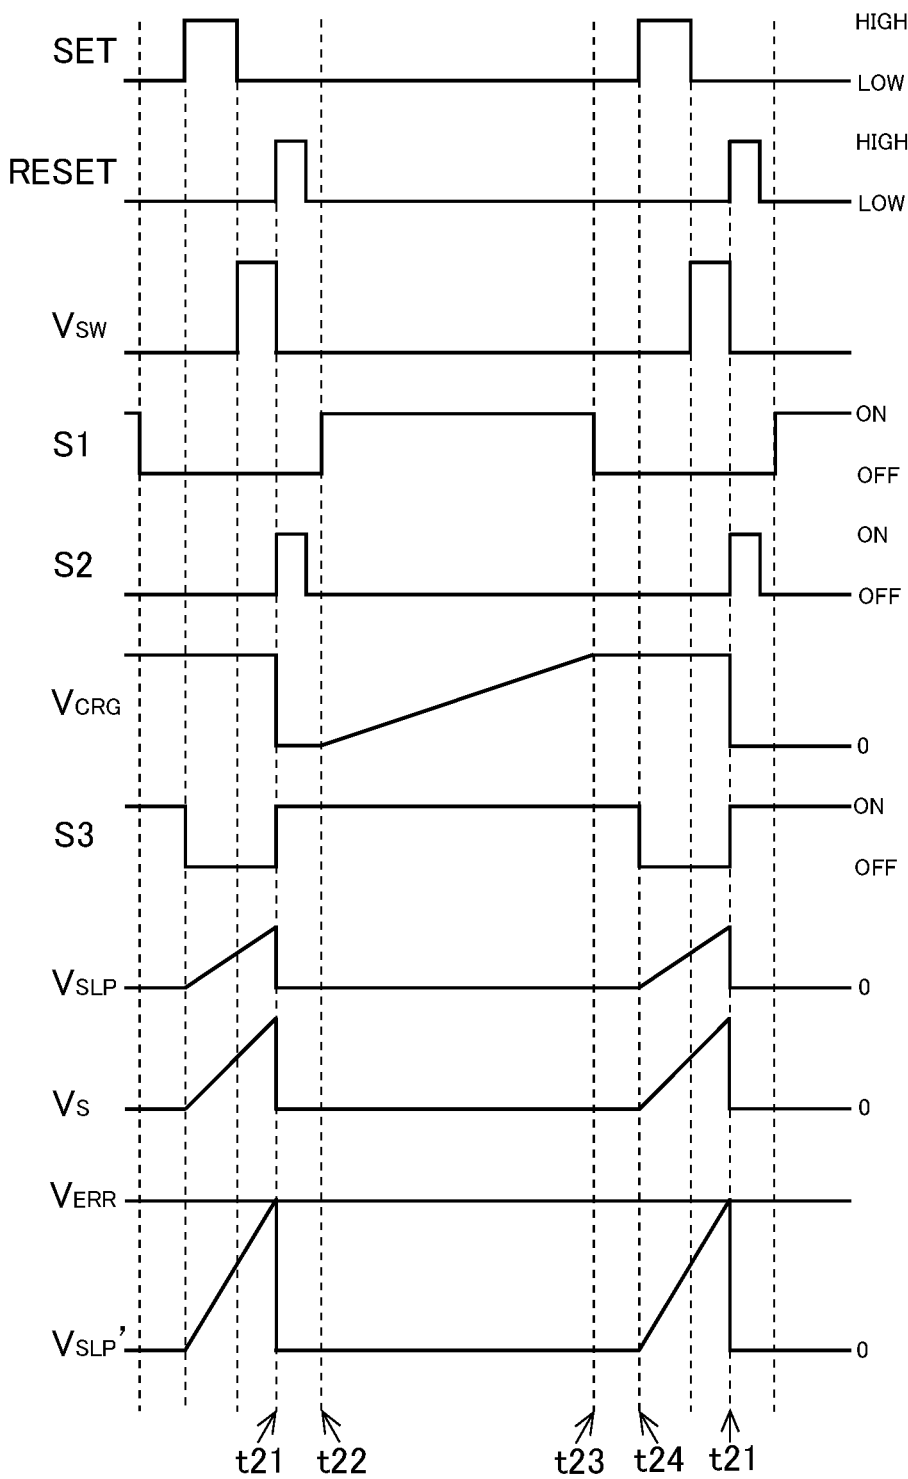 SET
HIGH
LOW
RESET
HIGH
LOW
VSW
S1
ON
OFF
S2
ON
OFF
VCRG
0
S3
ON
OFF
VSLP
0
VS
0
VERR
VSLP'
0
t21 t22 t23 t24 t21